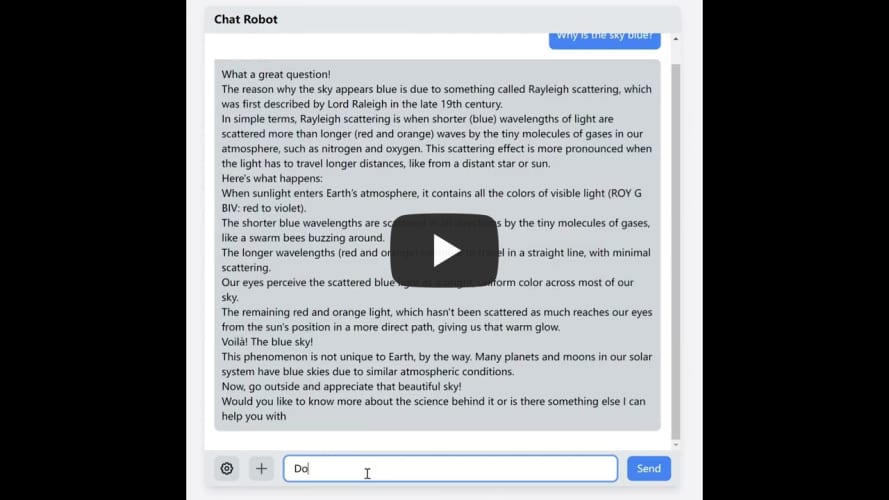 Chat Robot
Why is the sky blue?
What a great question!
The reason why the sky appears blue is due to something called Rayleigh scattering, which
was first described by Lord Raleigh in the late 19th century.
In simple terms, Rayleigh scattering is when shorter (blue) wavelengths of light are
scattered more than longer (red and orange) waves by the tiny molecules of gases in our
atmosphere, such as nitrogen and oxygen. This scattering effect is more pronounced when
the light has to travel longer distances, like from a distant star or sun.
Here's what happens:
When sunlight enters Earth's atmosphere, it contains all the colors of visible light (ROY G
BIV: red to violet).
The shorter blue wavelengths are by the tiny molecules of gases,
like a swarm bees buzzing around.
The longer wavelengths (red and in a straight line, with minimal
scattering.
Our eyes perceive the scattered blue color across most of our
sky.
The remaining red and orange light, which hasn't been scattered as much reaches our eyes
from the sun's position in a more direct path, giving us that warm glow.
Voilà! The blue sky!
This phenomenon is not unique to Earth, by the way. Many planets and moons in our solar
system have blue skies due to similar atmospheric conditions.
Now, go outside and appreciate that beautiful sky!
Would you like to know more about the science behind it or is there something else I can
help you with
Do
Send